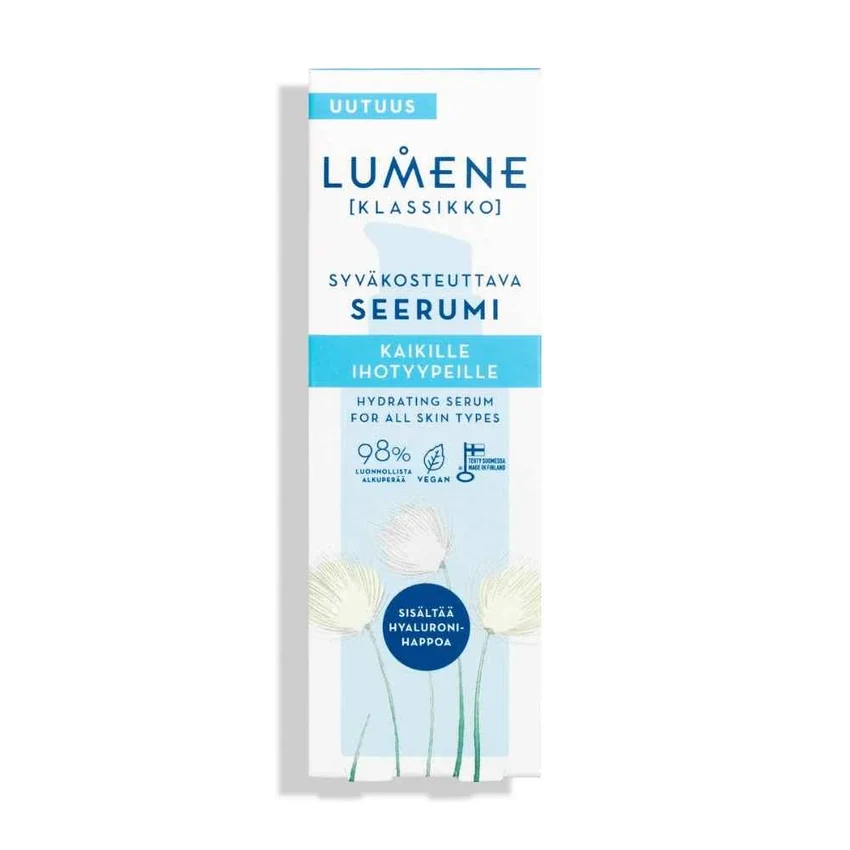 UUTUUS
LUMENE
[KLASSIKKO]
SYVÄKOSTEUTTAVA
SEERUMI
KAIKILLE
IHOTYYPEILLE
HYDRATING SERUM
FOR ALL SKIN TYPES
98%
LUONNOLLISTA
ALKUPERÄÄ
VEGAN
TEHTY SUOMESSA
MADE IN FINLAND
SISÄLTÄÄ
HYALURONI-
HAPPOA